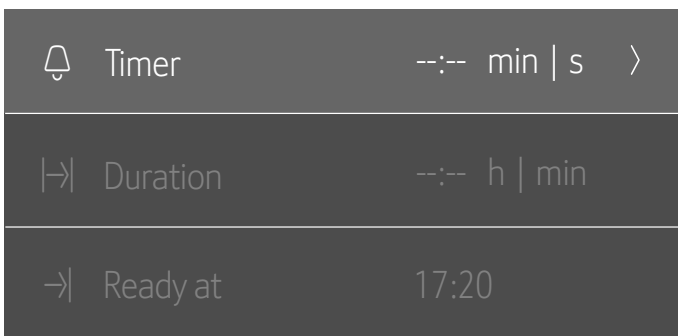 Timer --:-- min | s
Duration --:-- h | min
Ready at 17:20